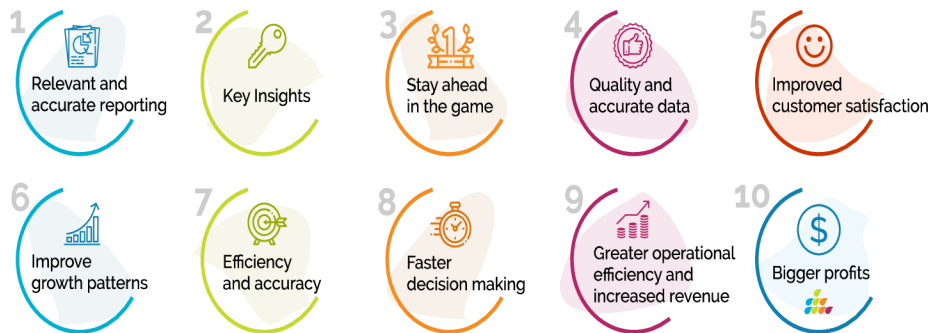 1
Relevant and
accurate reporting
2
Key Insights
3
1
Stay ahead
in the game
4
Quality and
accurate data
5
Improved
customer satisfaction
6
Improve
growth patterns
7
Efficiency
and accuracy
8
Faster
decision making
9
Greater operational
efficiency and
increased revenue
10
$
Bigger profits